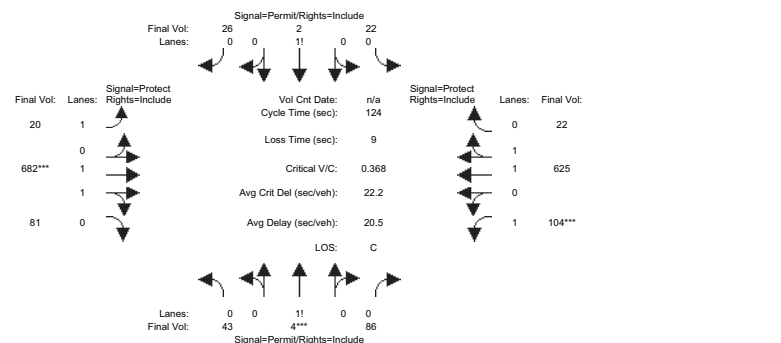 Signal=Permit/Rights=Include
Final Vol: 26 2 22
Lanes: 0 0 1! 0 0
Signal=Protect Signal=Protect
Final Vol: Lanes: Rights=Include Vol Cnt Date: n/a Rights=Include Lanes: Final Vol:
Cycle Time (sec): 124
20 1 0 22
Loss Time (sec): 9
0 1
682*** 1 Critical V/C: 0.368 1 625
1 Avg Crit Del (sec/veh): 22.2 0
81 0 Avg Delay (sec/veh): 20.5 1 104***
LOS: C
Lanes: 0 0 1! 0 0
Final Vol: 43 4*** 86
Signal=Permit/Rights=Include